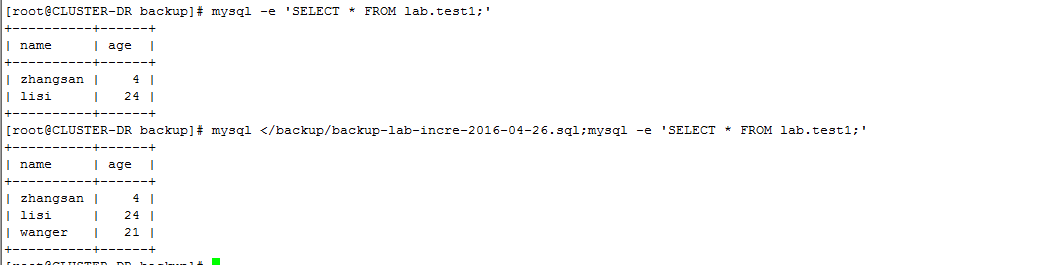 [root@CLUSTER-DR backup]# mysql -e 'SELECT * FROM lab.test1;'
+----------+------+
| name     | age  |
+----------+------+
| zhangsan |    4 |
| lisi     |   24 |
+----------+------+
[root@CLUSTER-DR backup]# mysql </backup/backup-lab-incre-2016-04-26.sql;mysql -e 'SELECT * FROM lab.test1;'
+----------+------+
| name     | age  |
+----------+------+
| zhangsan |    4 |
| lisi     |   24 |
| wanger   |   21 |
+----------+------+
[root@CLUSTER-DR backup]#